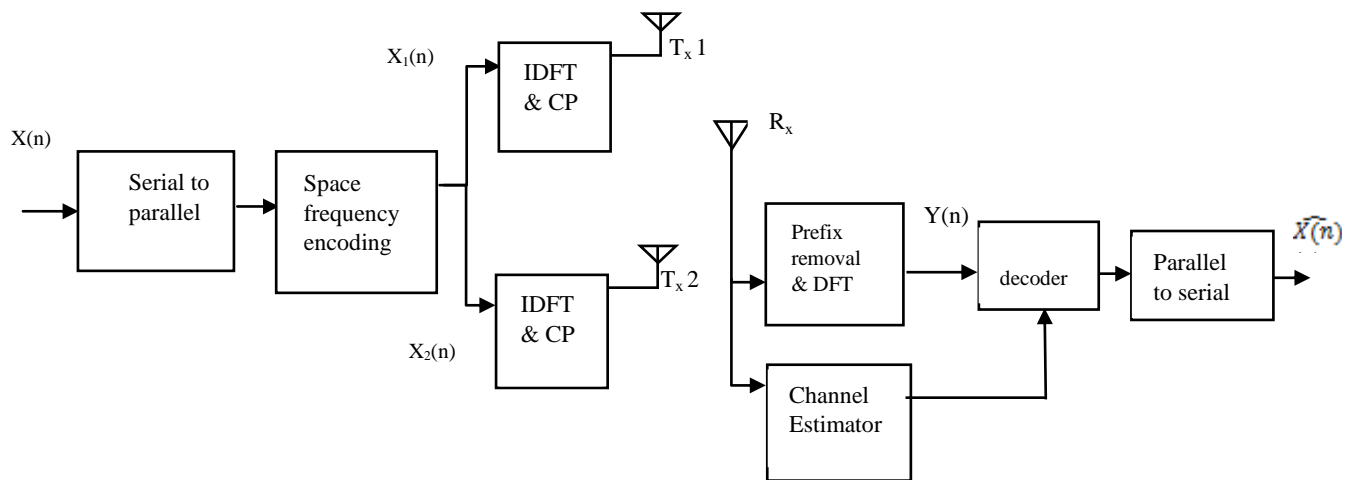 X(n)
Serial to
parallel
Space
frequency
encoding
X₁(n)
IDFT
& CP
Tₓ 1
X₂(n)
IDFT
& CP
Tₓ 2
Rₓ
Prefix
removal
& DFT
Y(n)
Channel
Estimator
decoder
Parallel
to serial
X̂(n)